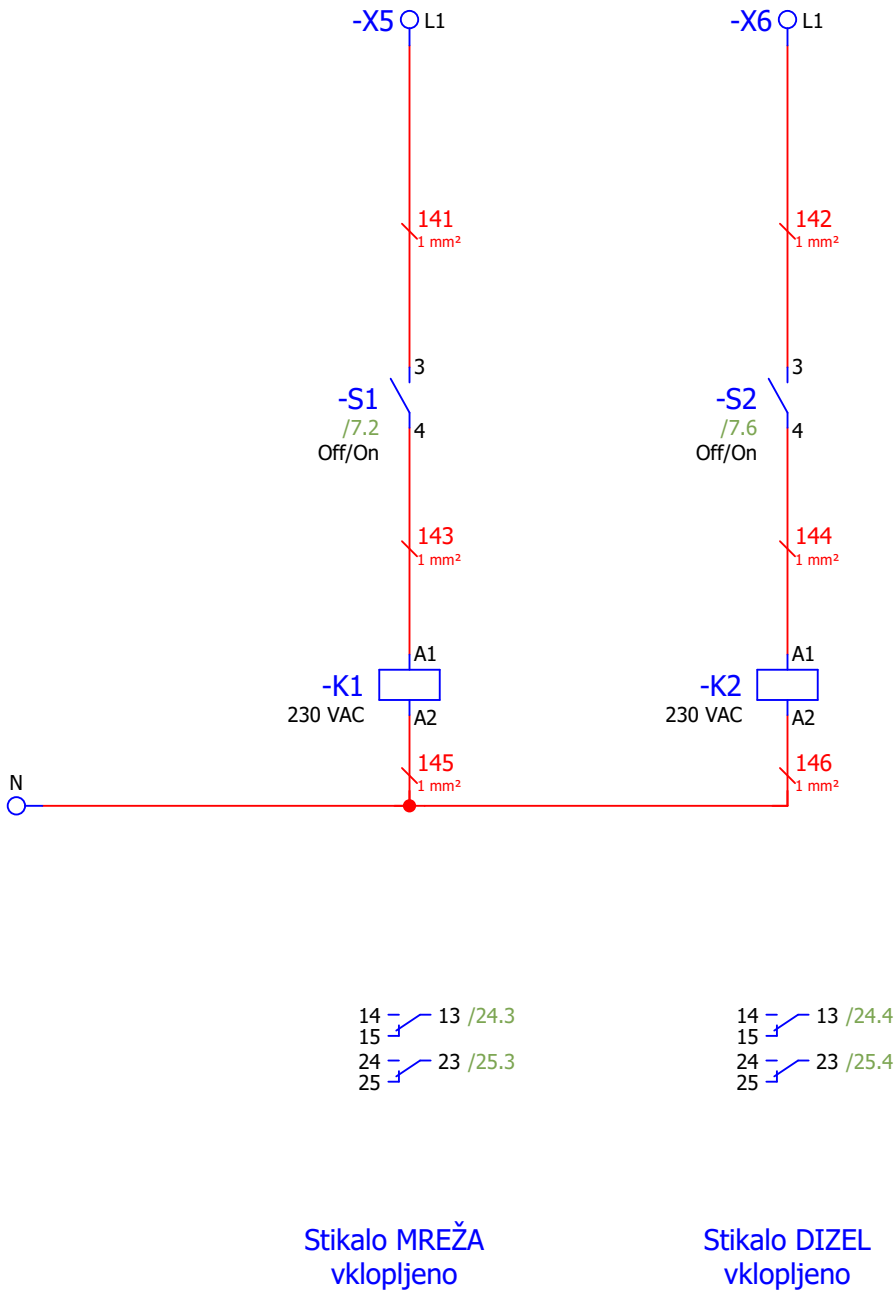 -X5 L1 -X6 L1
141 142
1 mm² 1 mm²
3 3
-S1 -S2
/7.2 4 /7.6 4
Off/On Off/On
143 144
1 mm² 1 mm²
A1 A1
-K1 -K2
230 VAC A2 230 VAC A2
145 146
N 1 mm² 1 mm²
14 13 /24.3 14 13 /24.4
15 15
24 23 /25.3 24 23 /25.4
25 25
Stikalo MREŽA Stikalo DIZEL
vklopljeno vklopljeno